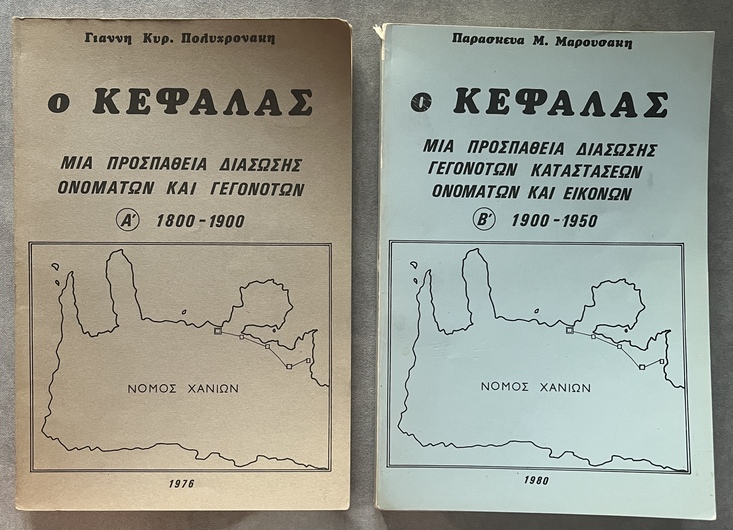 Γιαννη Κυρ. Πολυχρονακη
Ο ΚΕΦΑΛΑΣ
ΜΙΑ ΠΡΟΣΠΑΘΕΙΑ ΔΙΑΣΩΣΗΣ
ΟΝΟΜΑΤΩΝ ΚΑΙ ΓΕΓΟΝΟΤΩΝ
Α' 1800-1900
ΝΟΜΟΣ ΧΑΝΙΩΝ
1976
Παρασκευα Μ. Μαρουσακη
Ο ΚΕΦΑΛΑΣ
ΜΙΑ ΠΡΟΣΠΑΘΕΙΑ ΔΙΑΣΩΣΗΣ
ΓΕΓΟΝΟΤΩΝ ΚΑΤΑΣΤΑΣΕΩΝ
ΟΝΟΜΑΤΩΝ ΚΑΙ ΕΙΚΟΝΩΝ
Β' 1900-1950
ΝΟΜΟΣ ΧΑΝΙΩΝ
1980